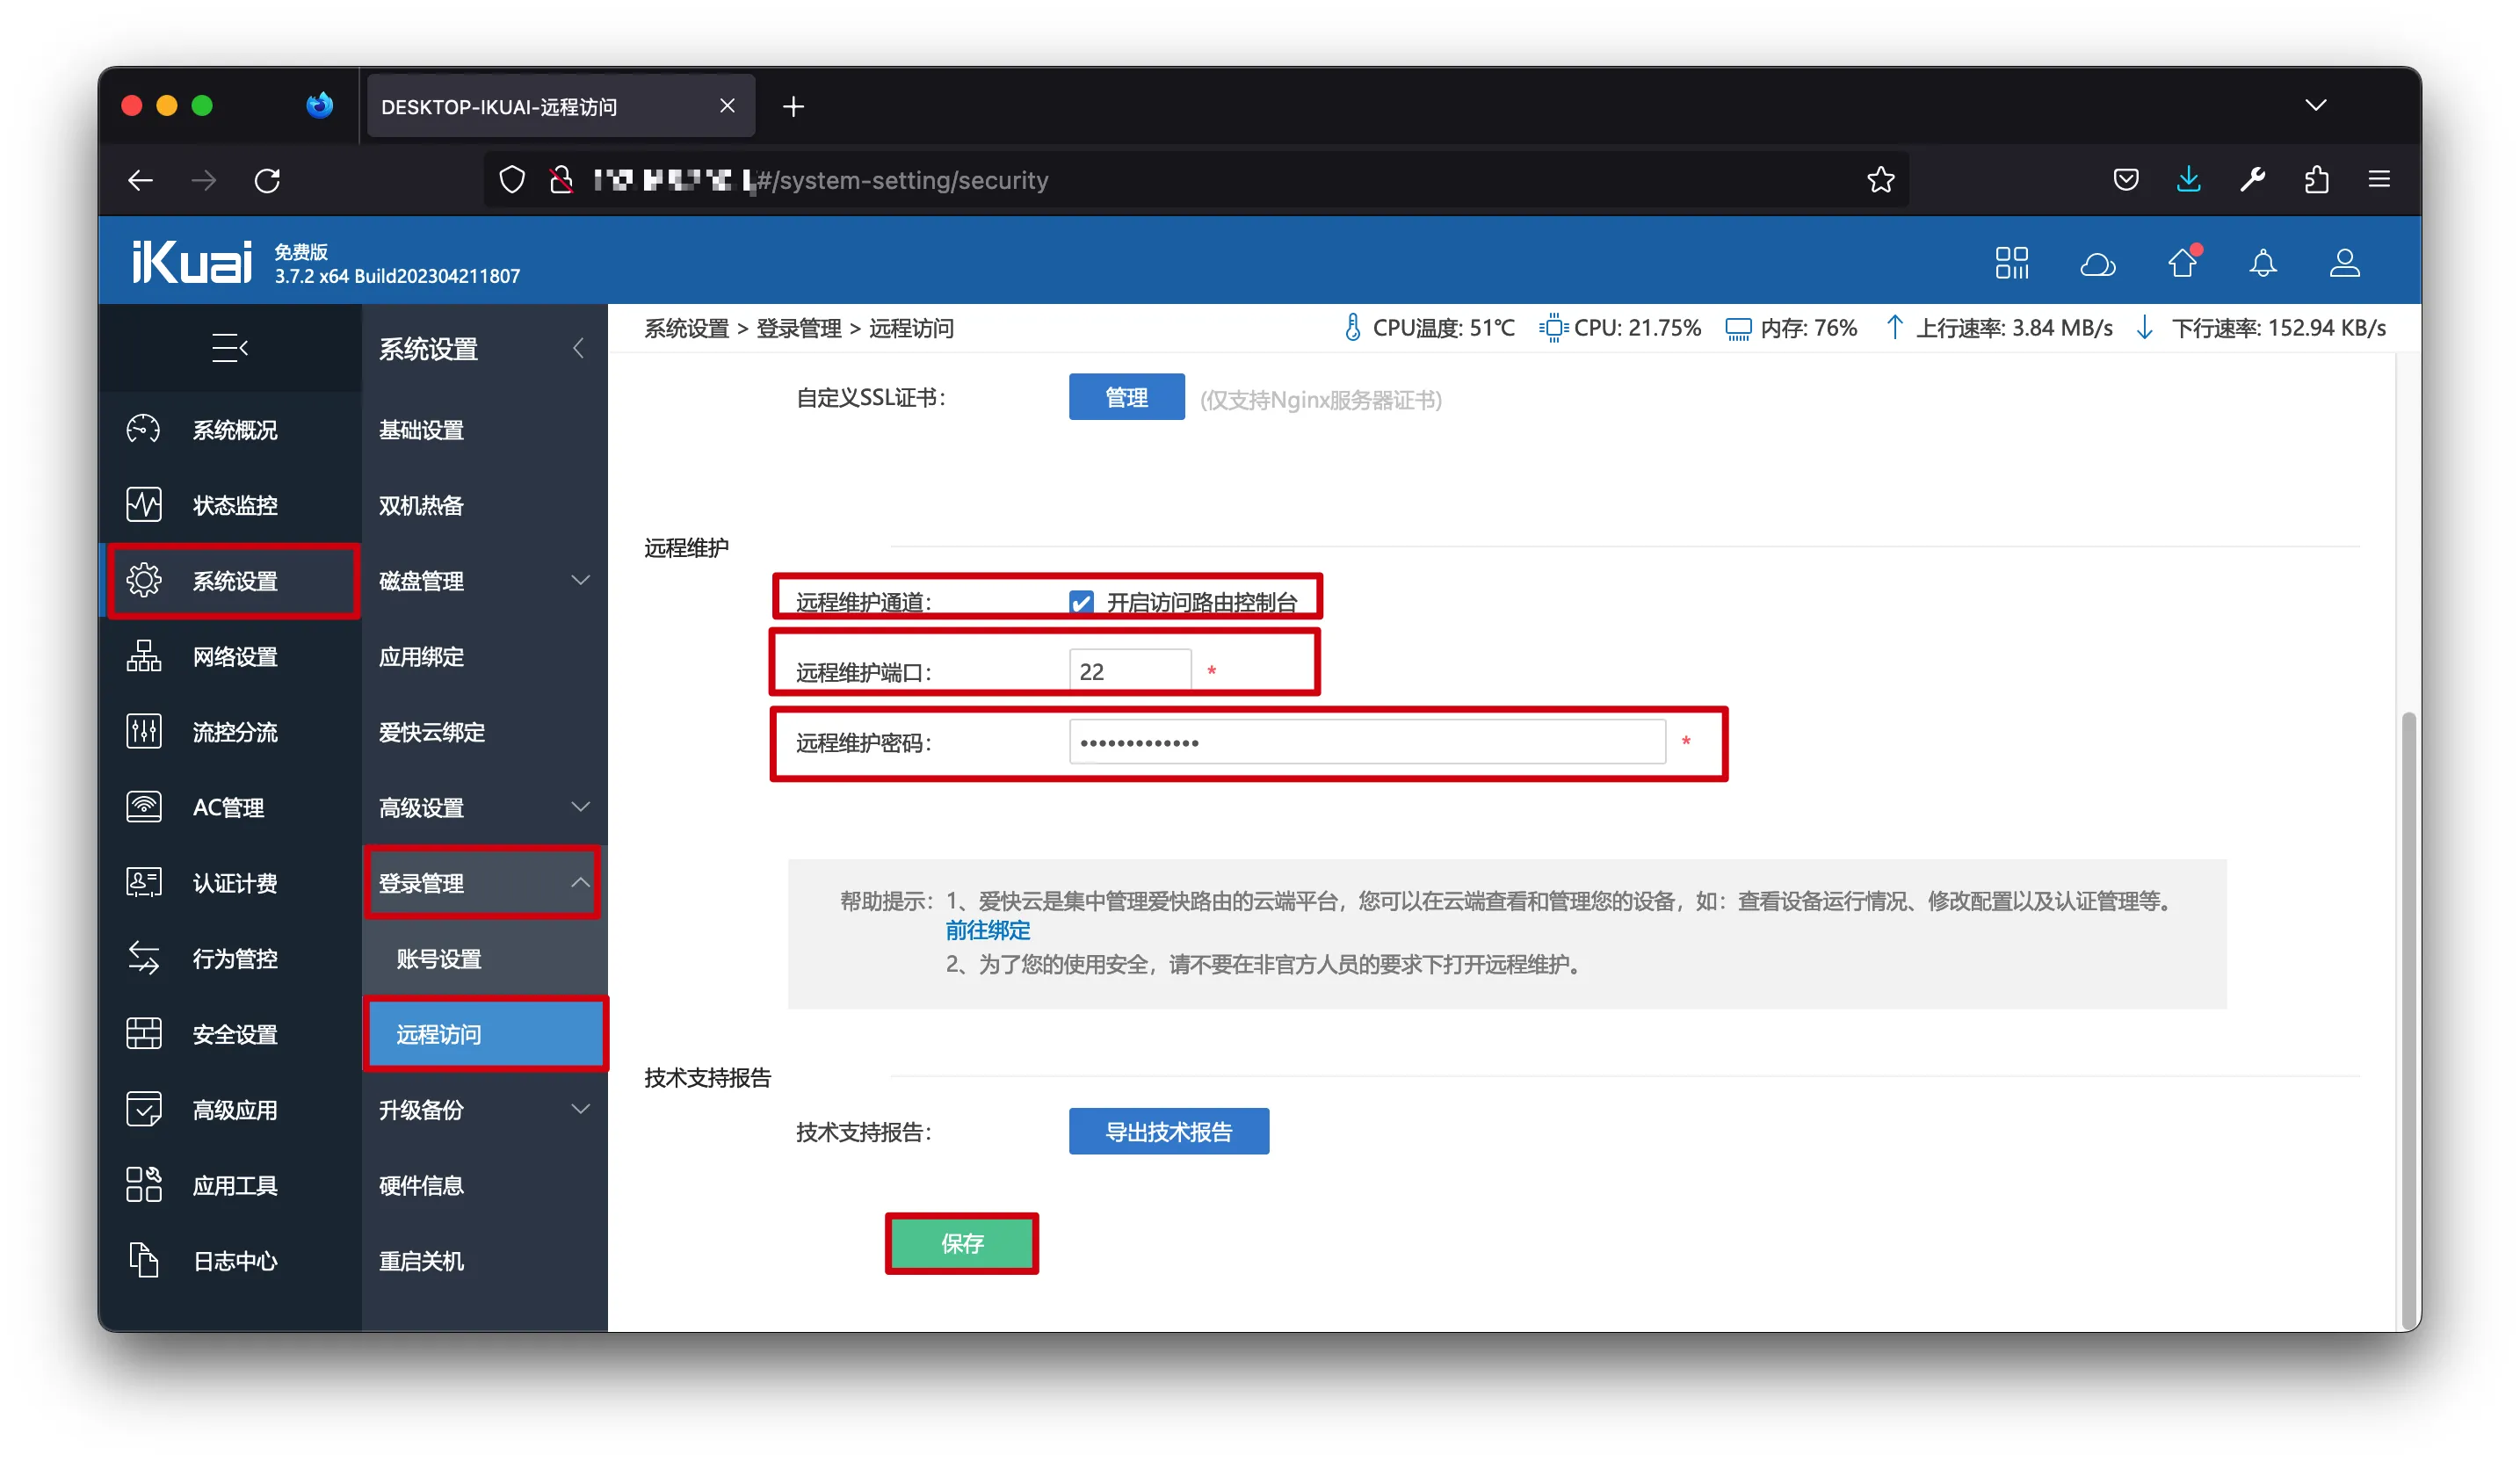 DESKTOP-IKUAI-远程访问
#/system-setting/security
iKuai
免费版
3.7.2 x64 Build202304211807
系统概况
状态监控
系统设置
网络设置
流控分流
AC管理
认证计费
行为管控
安全设置
高级应用
应用工具
日志中心
系统设置
基础设置
双机热备
磁盘管理
应用绑定
爱快云绑定
高级设置
登录管理
账号设置
远程访问
升级备份
硬件信息
重启关机
系统设置 > 登录管理 > 远程访问
CPU温度: 51℃ CPU: 21.75% 内存: 76% 上行速率: 3.84 MB/s 下行速率: 152.94 KB/s
自定义SSL证书： 管理 (仅支持Nginx服务器证书)
远程维护
远程维护通道： 开启访问路由控制台
远程维护端口： 22 *
远程维护密码： ••••••••••••• *
帮助提示：1、爱快云是集中管理爱快路由的云端平台，您可以在云端查看和管理您的设备，如：查看设备运行情况、修改配置以及认证管理等。
前往绑定
2、为了您的使用安全，请不要在非官方人员的要求下打开远程维护。
技术支持报告
技术支持报告： 导出技术报告
保存